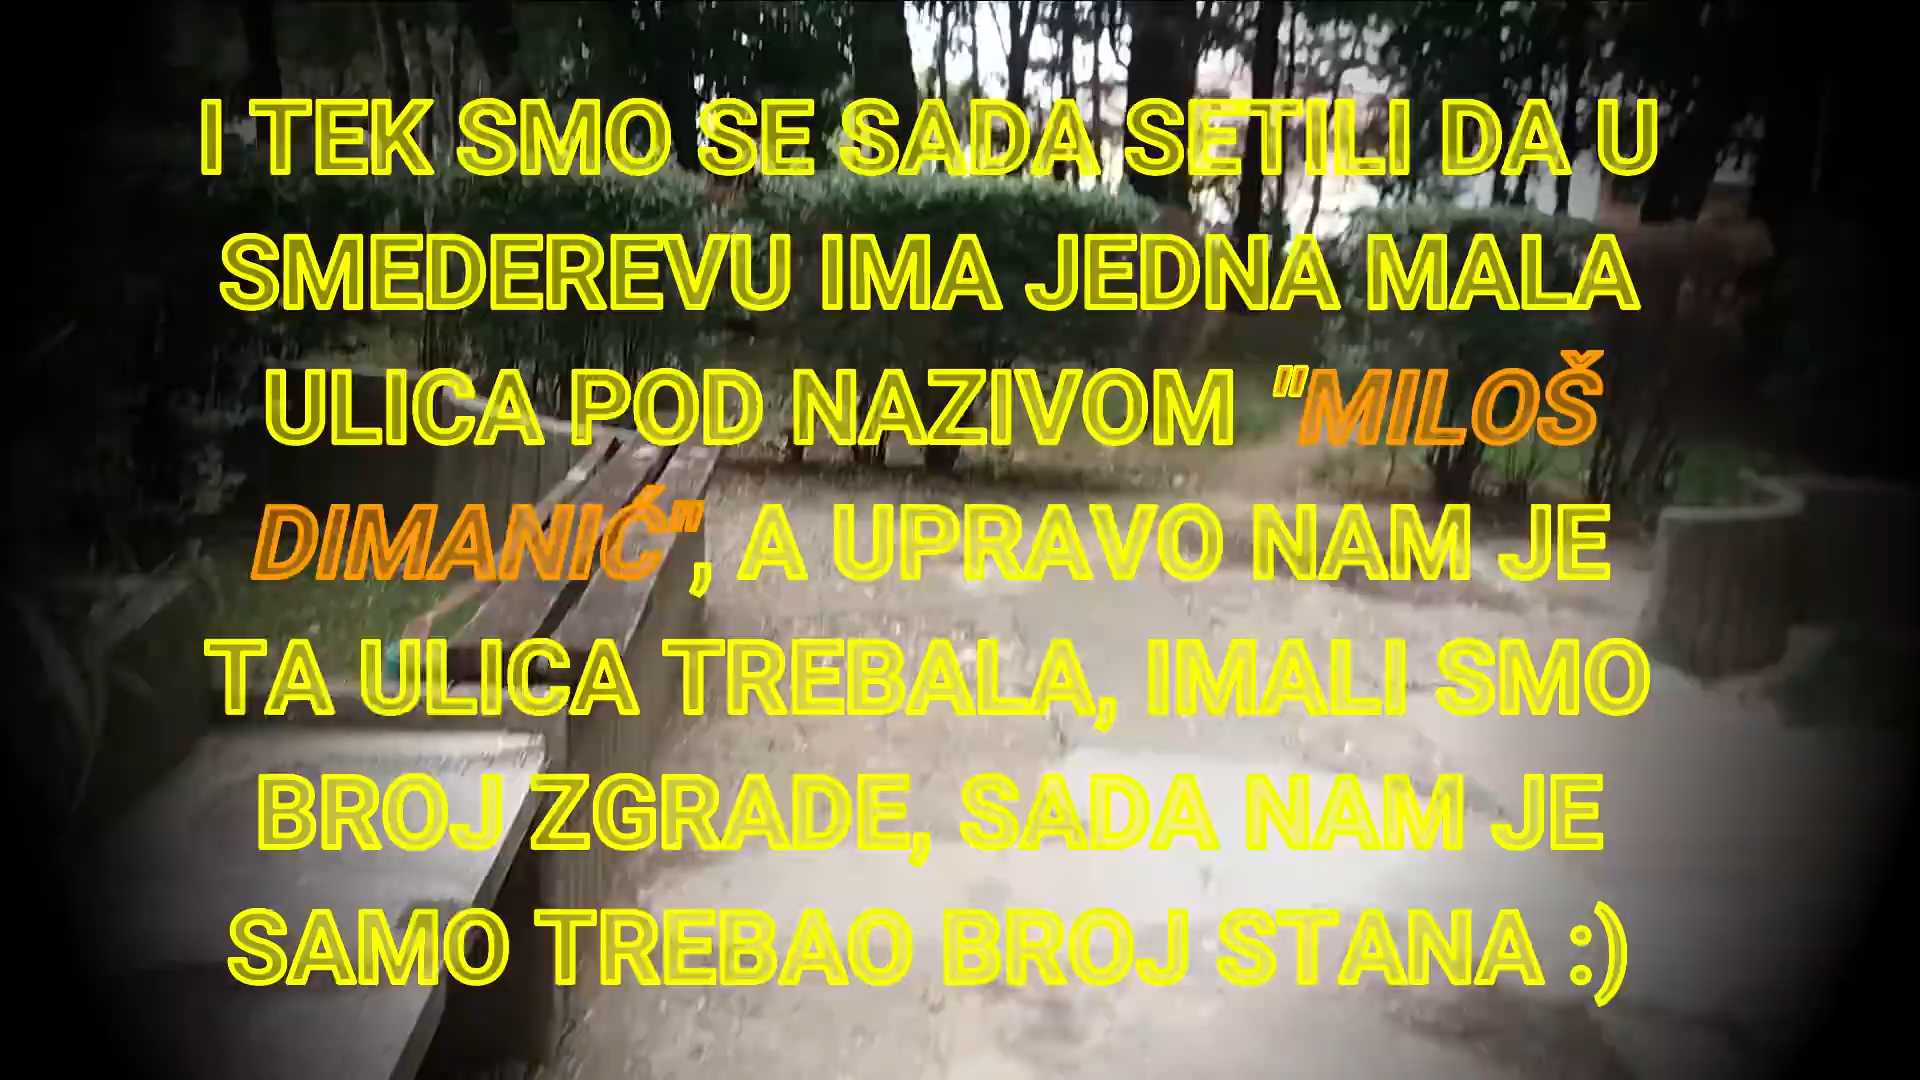 I TEK SMO SE SADA SETILI DA U
SMEDEREVU IMA JEDNA MALA
ULICA POD NAZIVOM "MILOŠ
DIMANIĆ", A UPRAVO NAM JE
TA ULICA TREBALA, IMALI SMO
BROJ ZGRADE, SADA NAM JE
SAMO TREBAO BROJ STANA :)